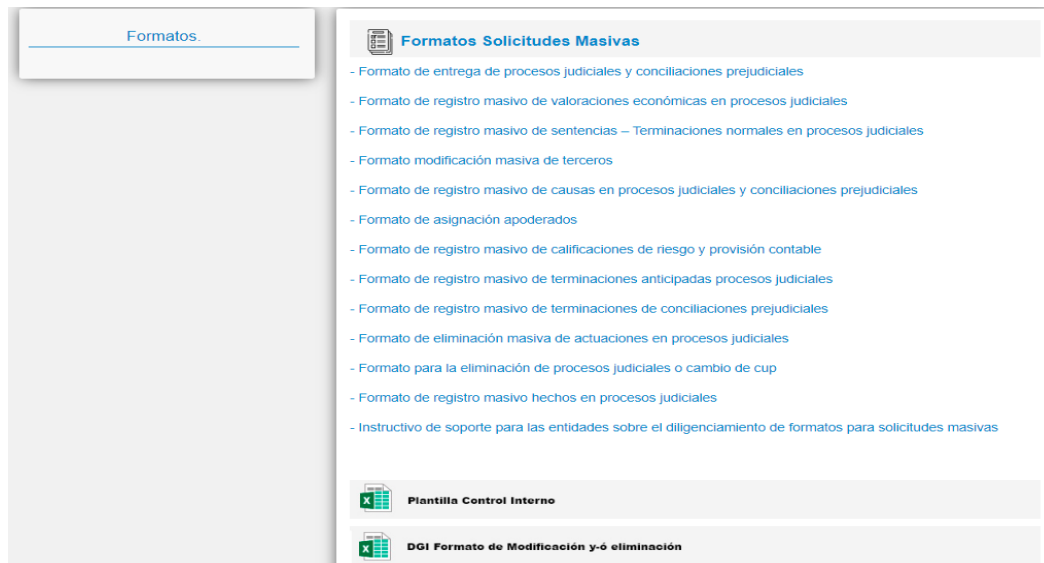 Formatos.
Formatos Solicitudes Masivas
- Formato de entrega de procesos judiciales y conciliaciones prejudiciales
- Formato de registro masivo de valoraciones económicas en procesos judiciales
- Formato de registro masivo de sentencias – Terminaciones normales en procesos judiciales
- Formato modificación masiva de terceros
- Formato de registro masivo de causas en procesos judiciales y conciliaciones prejudiciales
- Formato de asignación apoderados
- Formato de registro masivo de calificaciones de riesgo y provisión contable
- Formato de registro masivo de terminaciones anticipadas procesos judiciales
- Formato de registro masivo de terminaciones de conciliaciones prejudiciales
- Formato de eliminación masiva de actuaciones en procesos judiciales
- Formato para la eliminación de procesos judiciales o cambio de cup
- Formato de registro masivo hechos en procesos judiciales
- Instructivo de soporte para las entidades sobre el diligenciamiento de formatos para solicitudes masivas
Plantilla Control Interno
DGI Formato de Modificación y-ó eliminación